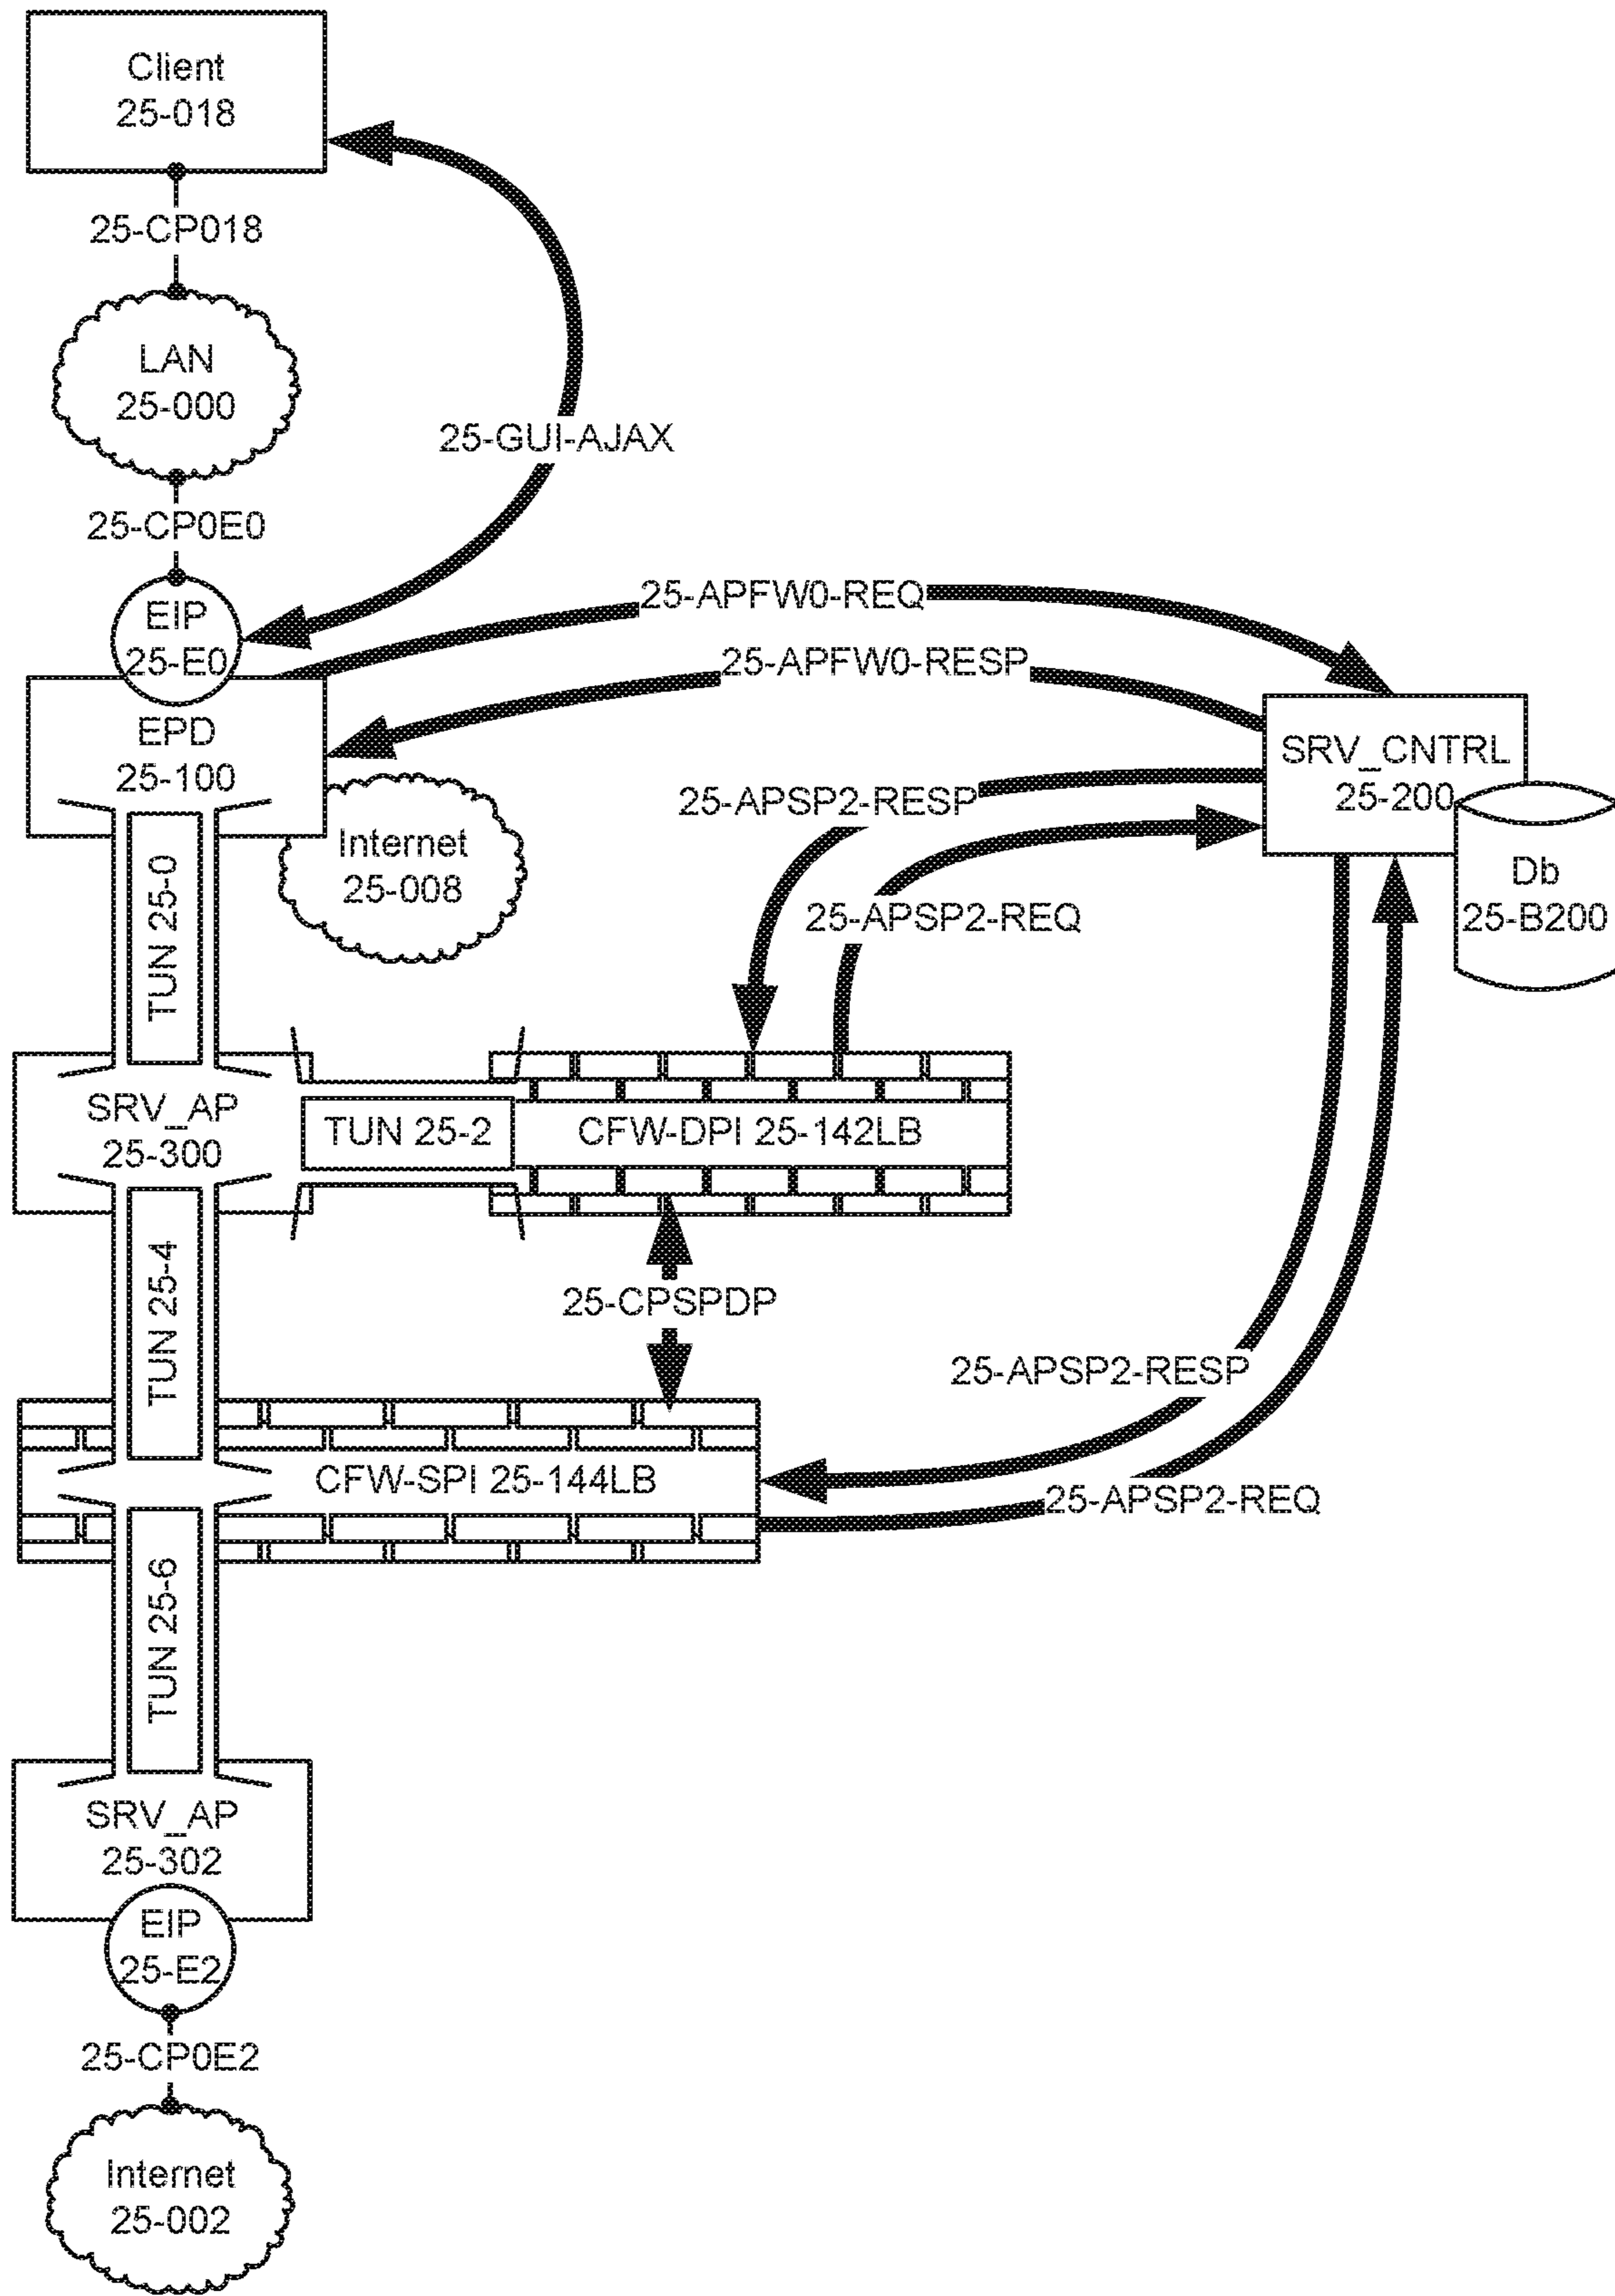 Client
25-018
25-CP018
LAN
25-000
25-GUI-AJAX
25-CP0E0
EIP
25-E0
25-APFW0-REQ
25-APFW0-RESP
EPD
25-100
SRV_CNTRL
25-200
25-APSP2-RESP
Internet
25-008
Db
25-B200
25-APSP2-REQ
TUN 25-0
SRV_AP
25-300
TUN 25-2
CFW-DPI 25-142LB
TUN 25-4
25-CPSPDP
25-APSP2-RESP
CFW-SPI 25-144LB
25-APSP2-REQ
TUN 25-6
SRV_AP
25-302
EIP
25-E2
25-CP0E2
Internet
25-002